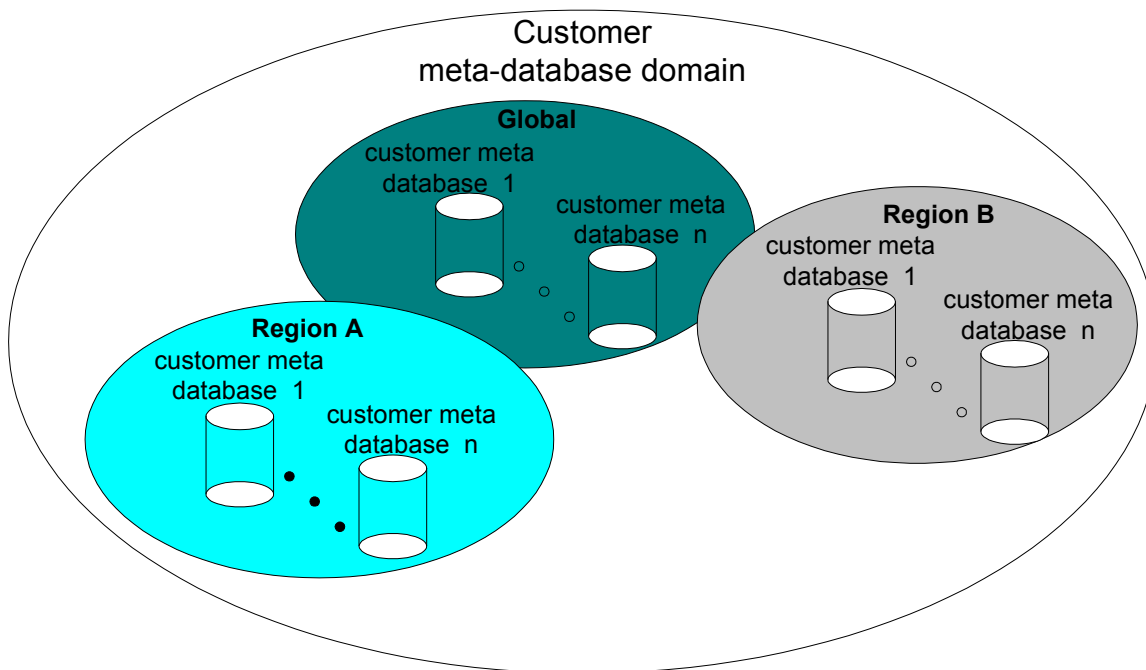 Customer
meta-database domain
Global
customer meta
database 1
customer meta
database n
Region B
customer meta
database 1
customer meta
database n
Region A
customer meta
database 1
customer meta
database n